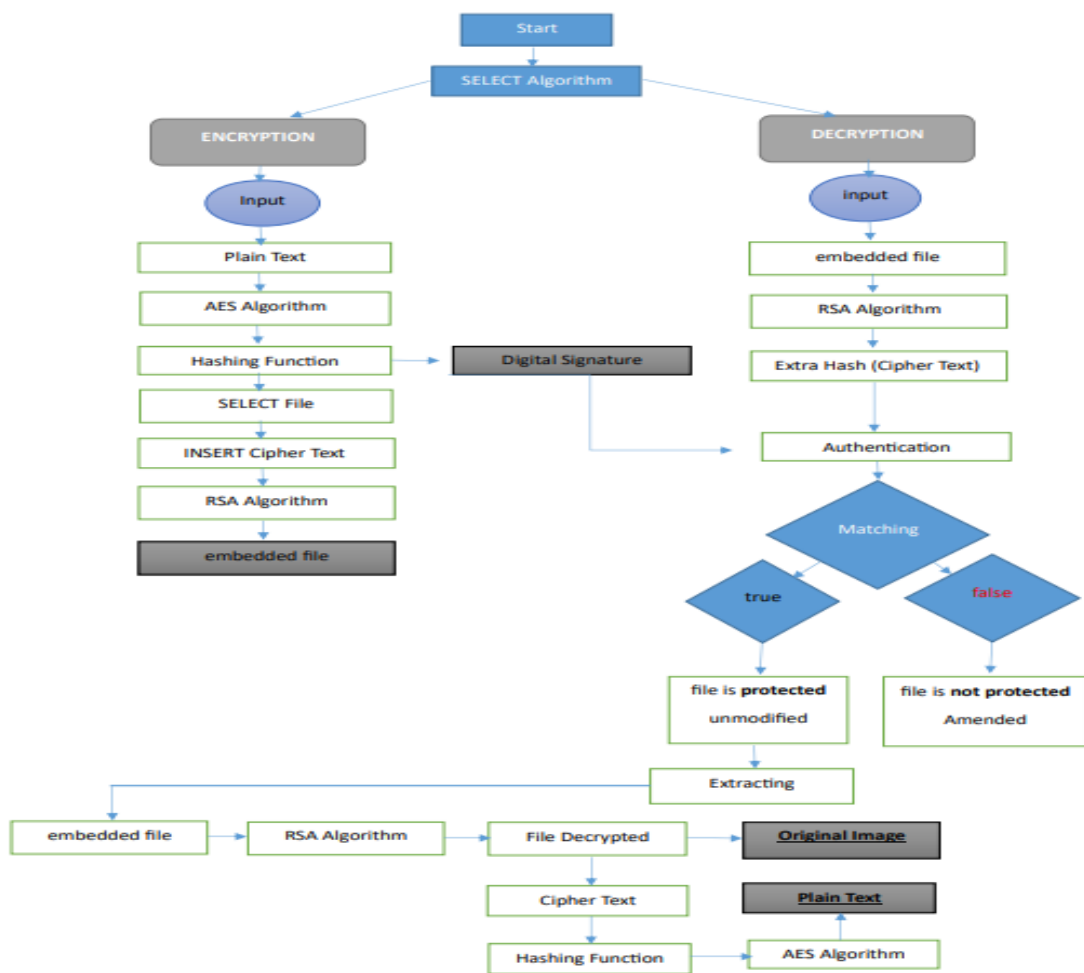 Start
SELECT Algorithm
ENCRYPTION
Input
Plain Text
AES Algorithm
Hashing Function
Digital Signature
SELECT File
INSERT Cipher Text
RSA Algorithm
embedded file
DECRYPTION
input
embedded file
RSA Algorithm
Extra Hash (Cipher Text)
Authentication
Matching
true
false
file is protected
unmodified
file is not protected
Amended
Extracting
embedded file
RSA Algorithm
File Decrypted
Original Image
Cipher Text
Plain Text
Hashing Function
AES Algorithm